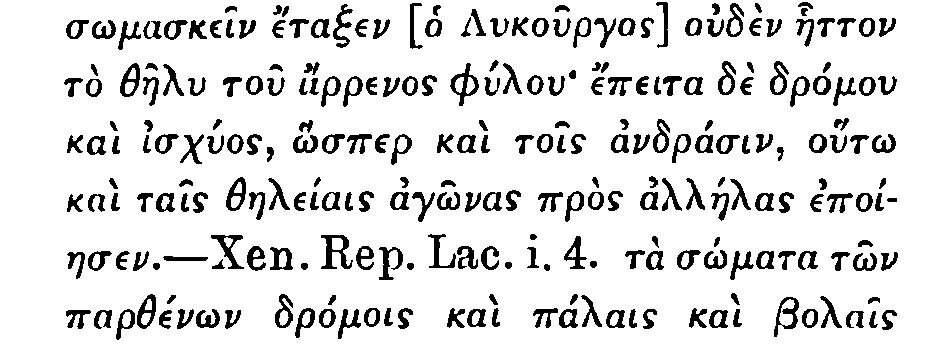 σωμασκεῖν ἔταξεν [ὁ Λυκοῦργος] οὐδὲν ἧττον
τὸ θῆλυ τοῦ ἄρρενος φύλου· ἔπειτα δὲ δρόμου
καὶ ἰσχύος, ὥσπερ καὶ τοῖς ἀνδράσιν, οὕτω
καὶ ταῖς θηλείαις ἀγῶνας πρὸς ἀλλήλας ἐποί-
ησεν.—Xen. Rep. Lac. i. 4. τὰ σώματα τῶν
παρθένων δρόμοις καὶ πάλαις καὶ βολαῖς